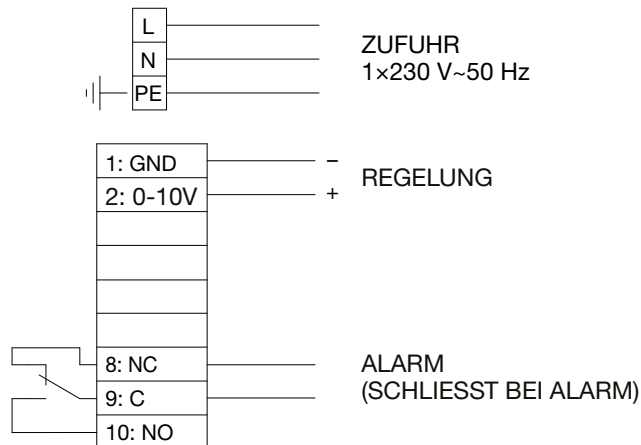 L
N
PE
ZUFUHR
1×230 V~50 Hz
1: GND
−
2: 0-10V
+
REGELUNG
8: NC
9: C
10: NO
ALARM
(SCHLIESST BEI ALARM)